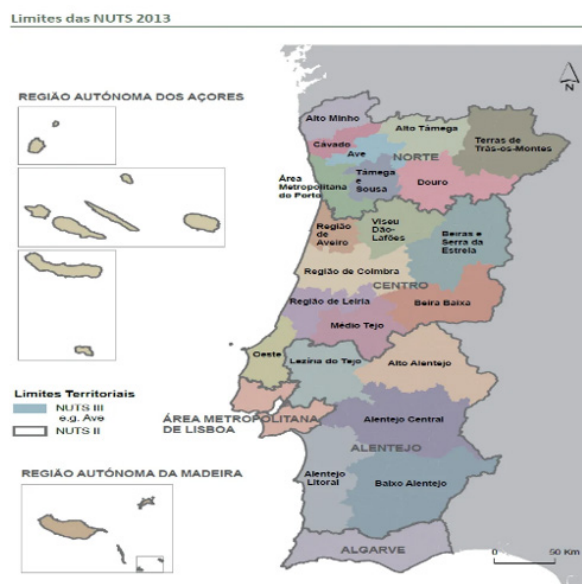 Limites das NUTS 2013
N
REGIÃO AUTÓNOMA DOS AÇORES
Alto Minho
Alto Tâmega
Terras de
Trás-os-Montes
Cávado
Ave
NORTE
Área
Metropolitana
do Porto
Tâmega
e
Sousa
Douro
Região
de
Aveiro
Viseu
Dão-
Lafões
Beiras e
Serra da
Estrela
Região de Coimbra
CENTRO
Região de Leiria
Beira Baixa
Médio Tejo
Oeste
Lezíria do Tejo
Alto Alentejo
Limites Territoriais
NUTS III
e.g. Ave
NUTS II
ÁREA METROPOLITANA
DE LISBOA
Alentejo Central
ALENTEJO
REGIÃO AUTÓNOMA DA MADEIRA
Alentejo
Litoral
Baixo Alentejo
ALGARVE
0 50 Km